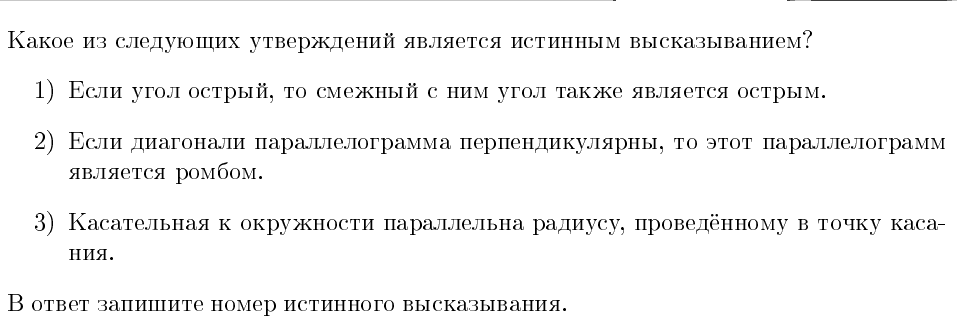 Какое из следующих утверждений является истинным высказыванием?
1) Если угол острый, то смежный с ним угол также является острым.
2) Если диагонали параллелограмма перпендикулярны, то этот параллелограмм
является ромбом.
3) Касательная к окружности параллельна радиусу, проведённому в точку каса-
ния.
В ответ запишите номер истинного высказывания.